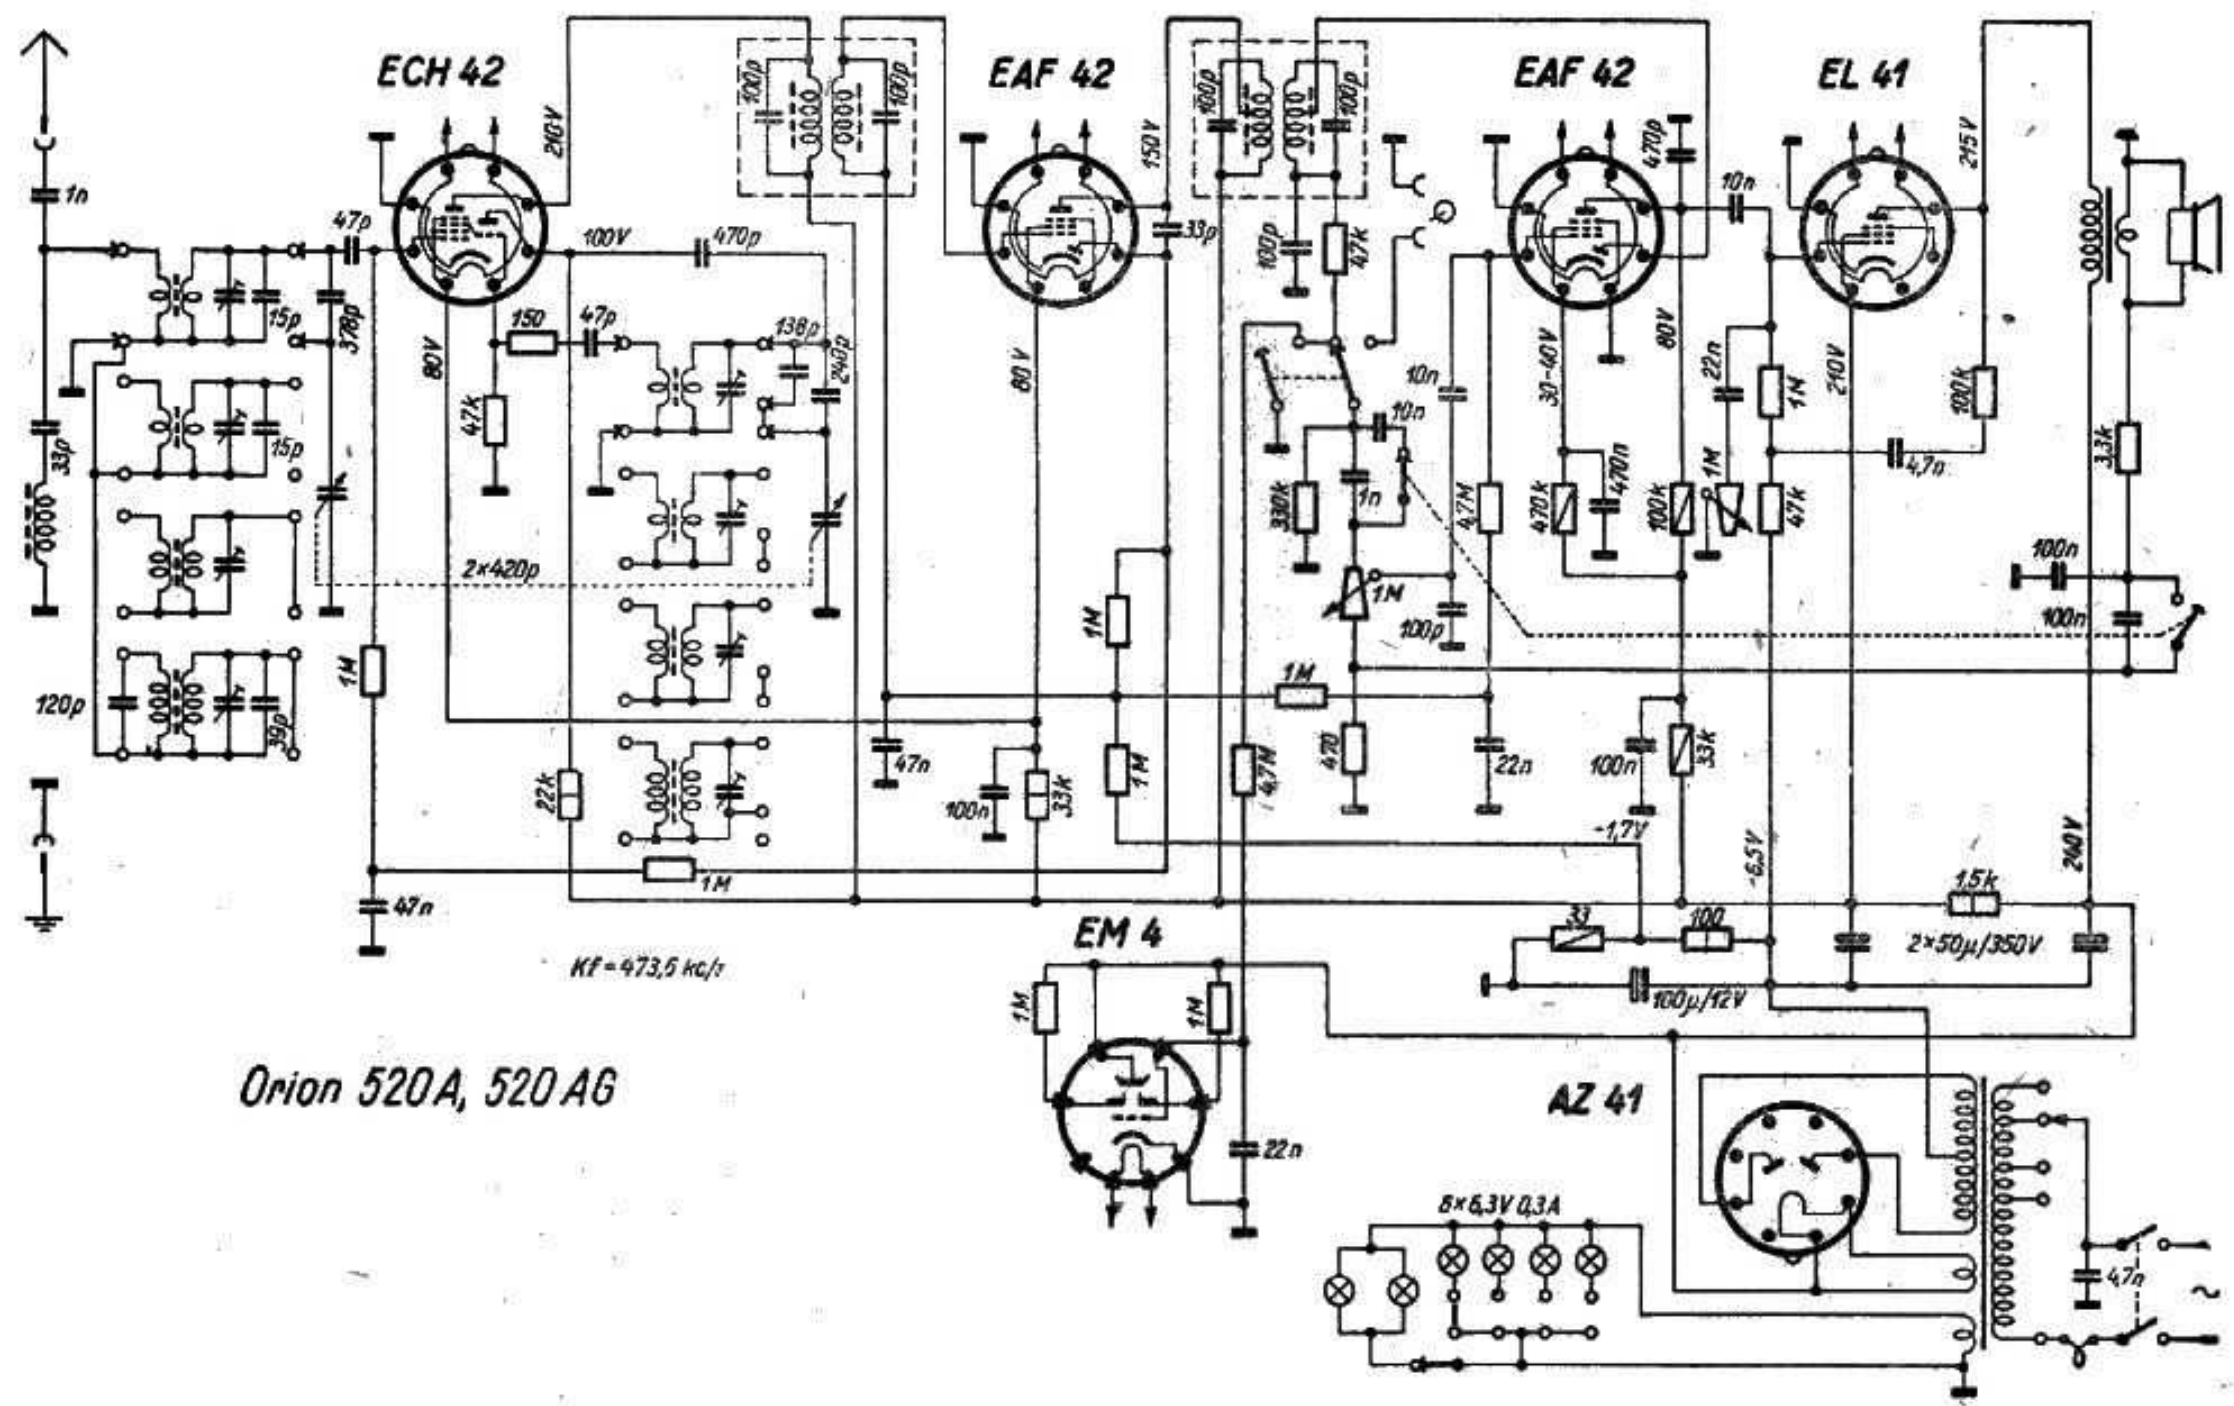 ECH 42
EAF 42
EAF 42
EL 41
1n
47p
15p
378p
15p
33p
120p
39p
1M
47n
210V
100V
470p
100p
100p
150
47p
138p
240p
80V
47k
2×420p
22k
1M
Kf = 473,5 kc/s
150V
33p
80V
1M
1M
47n
100n
33k
100p
100p
100p
47k
10n
10n
330k
1n
1M
100p
4,7M
1M
4,7M
470
22n
470p
10n
30-40V
80V
470k
470n
100k
22n
1M
1M
47k
210V
215V
100k
4,7n
3,3k
100n
100n
100n
33k
-1,7V
-6,5V
240V
1,5k
33
100
2×50µ/350V
100µ/12V
EM 4
1M
1M
22n
Orion 520A, 520AG
AZ 41
6×6,3V 0,3A
4,7n
~